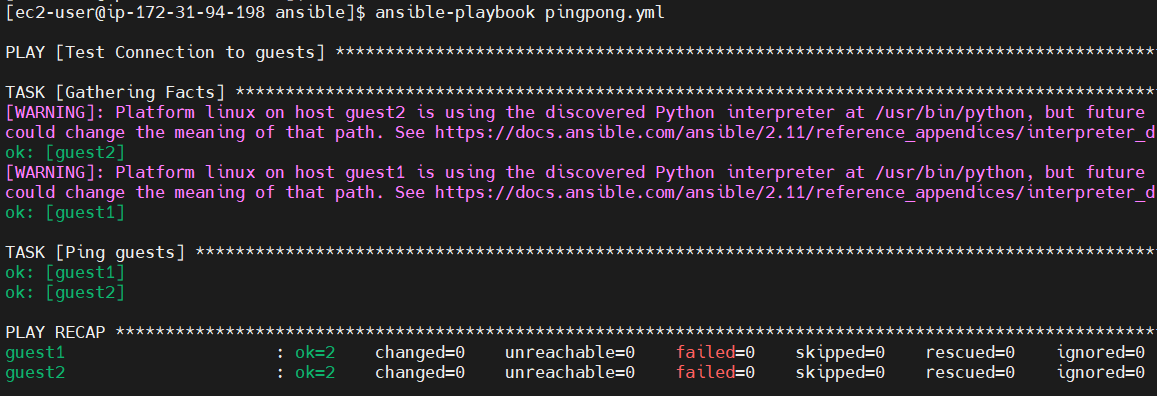 [ec2-user@ip-172-31-94-198 ansible]$ ansible-playbook pingpong.yml
PLAY [Test Connection to guests] **********************************************************************************
TASK [Gathering Facts] ********************************************************************************************
[WARNING]: Platform linux on host guest2 is using the discovered Python interpreter at /usr/bin/python, but future
could change the meaning of that path. See https://docs.ansible.com/ansible/2.11/reference_appendices/interpreter_d
ok: [guest2]
[WARNING]: Platform linux on host guest1 is using the discovered Python interpreter at /usr/bin/python, but future
could change the meaning of that path. See https://docs.ansible.com/ansible/2.11/reference_appendices/interpreter_d
ok: [guest1]
TASK [Ping guests] ************************************************************************************************
ok: [guest1]
ok: [guest2]
PLAY RECAP ********************************************************************************************************
guest1                     : ok=2    changed=0    unreachable=0    failed=0    skipped=0    rescued=0    ignored=0
guest2                     : ok=2    changed=0    unreachable=0    failed=0    skipped=0    rescued=0    ignored=0